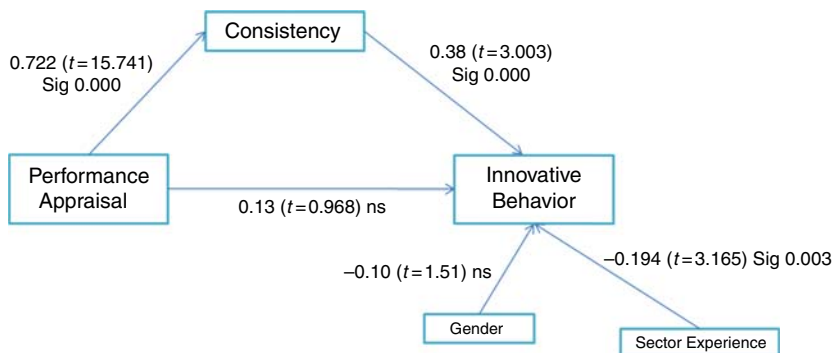 Consistency
0.722 (t=15.741)
Sig 0.000
0.38 (t=3.003)
Sig 0.000
Performance
Appraisal
Innovative
Behavior
0.13 (t=0.968) ns
–0.10 (t=1.51) ns
–0.194 (t=3.165) Sig 0.003
Gender
Sector Experience